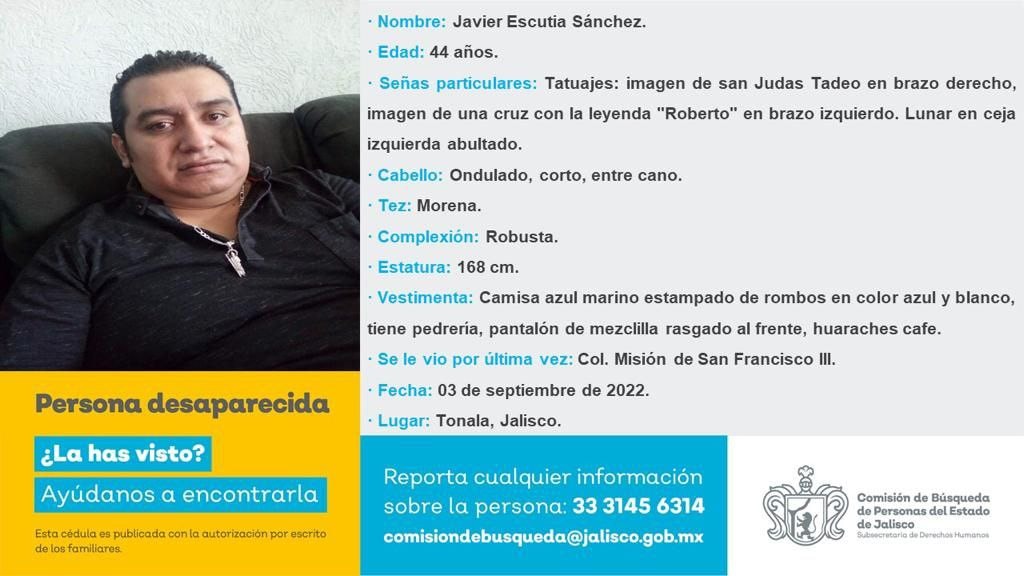 · Nombre: Javier Escutia Sánchez.
· Edad: 44 años.
· Señas particulares: Tatuajes: imagen de san Judas Tadeo en brazo derecho,
imagen de una cruz con la leyenda "Roberto" en brazo izquierdo. Lunar en ceja
izquierda abultado.
· Cabello: Ondulado, corto, entre cano.
· Tez: Morena.
· Complexión: Robusta.
· Estatura: 168 cm.
· Vestimenta: Camisa azul marino estampado de rombos en color azul y blanco,
tiene pedrería, pantalón de mezclilla rasgado al frente, huaraches cafe.
· Se le vio por última vez: Col. Misión de San Francisco III.
· Fecha: 03 de septiembre de 2022.
· Lugar: Tonala, Jalisco.
Persona desaparecida
¿La has visto?
Ayúdanos a encontrarla
Esta cédula es publicada con la autorización por escrito
de los familiares.
Reporta cualquier información
sobre la persona: 33 3145 6314
comisiondebusqueda@jalisco.gob.mx
Comisión de Búsqueda
de Personas del Estado
de Jalisco
Subsecretaría de Derechos Humanos